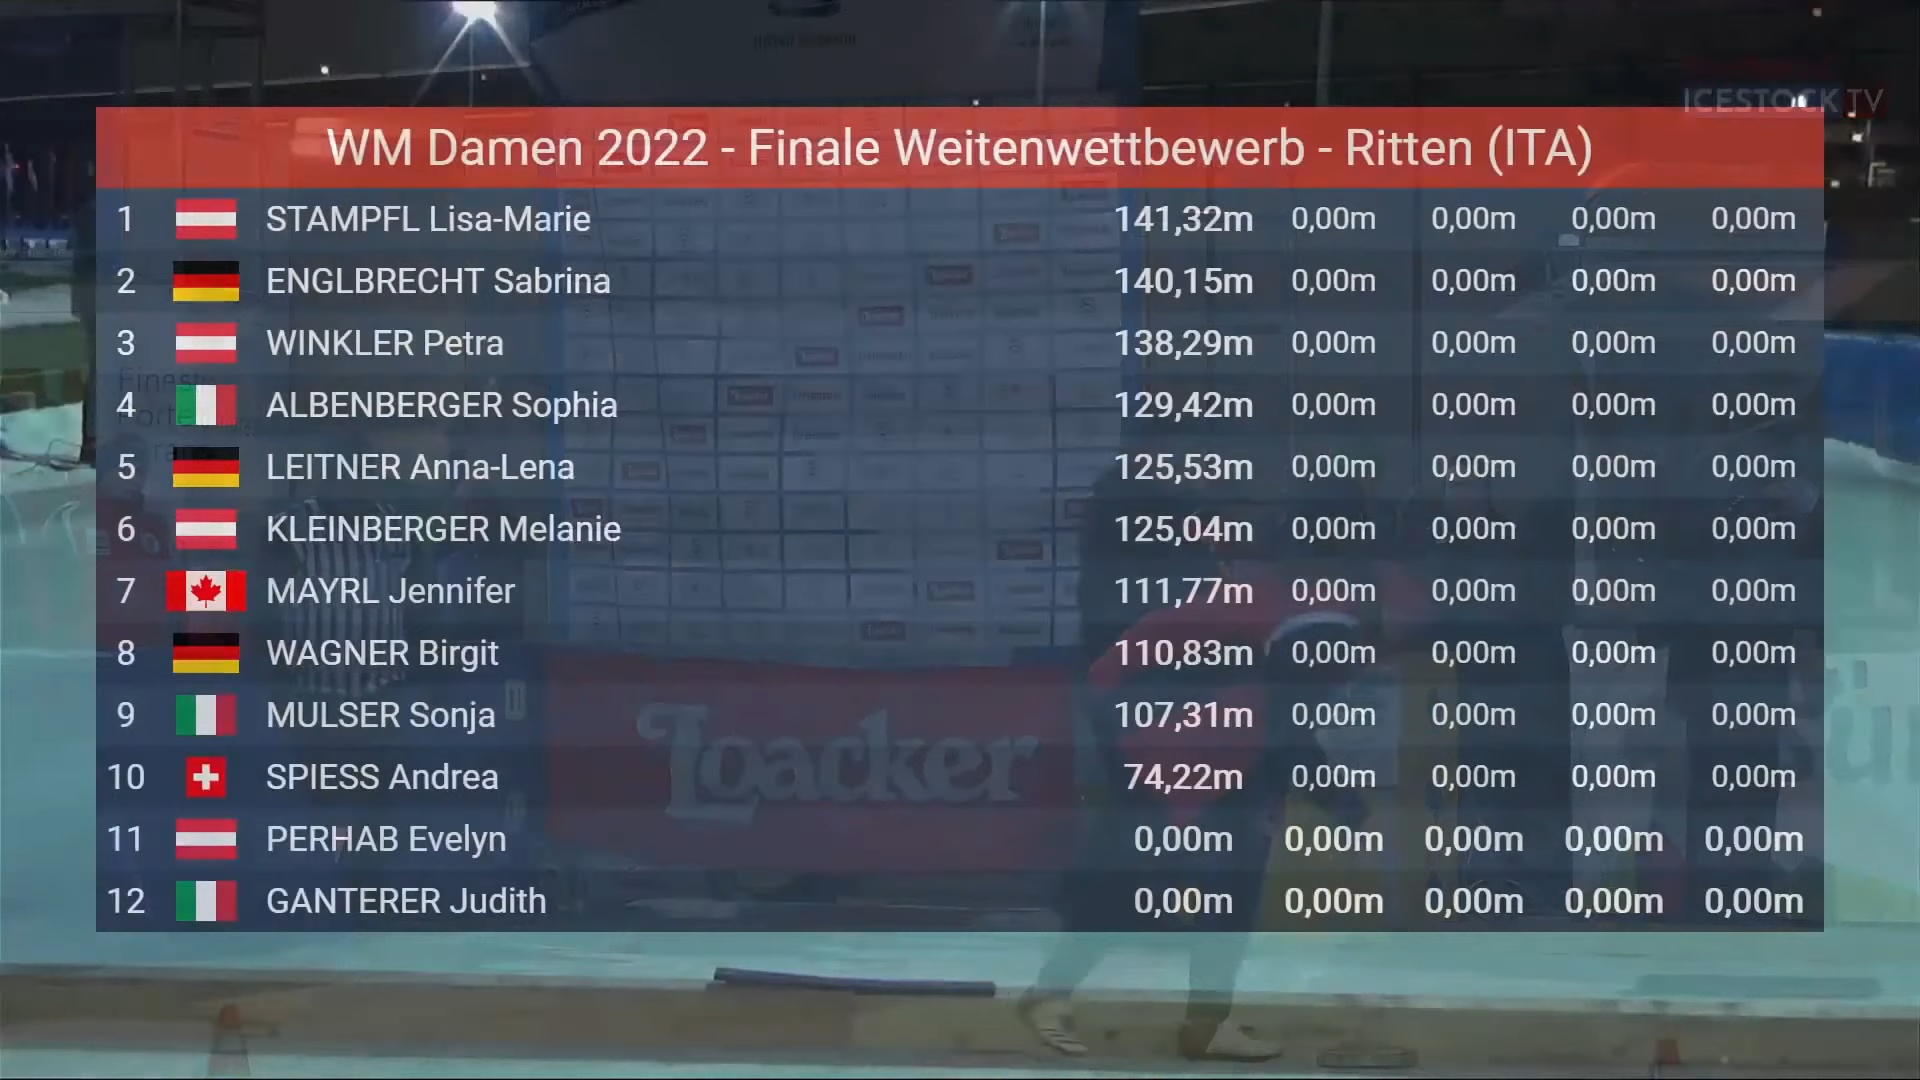 ICESTOCK TV
WM Damen 2022 - Finale Weitenwettbewerb - Ritten (ITA)
1 STAMPFL Lisa-Marie 141,32m 0,00m 0,00m 0,00m 0,00m
2 ENGLBRECHT Sabrina 140,15m 0,00m 0,00m 0,00m 0,00m
3 WINKLER Petra 138,29m 0,00m 0,00m 0,00m 0,00m
4 ALBENBERGER Sophia 129,42m 0,00m 0,00m 0,00m 0,00m
5 LEITNER Anna-Lena 125,53m 0,00m 0,00m 0,00m 0,00m
6 KLEINBERGER Melanie 125,04m 0,00m 0,00m 0,00m 0,00m
7 MAYRL Jennifer 111,77m 0,00m 0,00m 0,00m 0,00m
8 WAGNER Birgit 110,83m 0,00m 0,00m 0,00m 0,00m
9 MULSER Sonja 107,31m 0,00m 0,00m 0,00m 0,00m
10 SPIESS Andrea 74,22m 0,00m 0,00m 0,00m 0,00m
11 PERHAB Evelyn 0,00m 0,00m 0,00m 0,00m 0,00m
12 GANTERER Judith 0,00m 0,00m 0,00m 0,00m 0,00m
Loacker